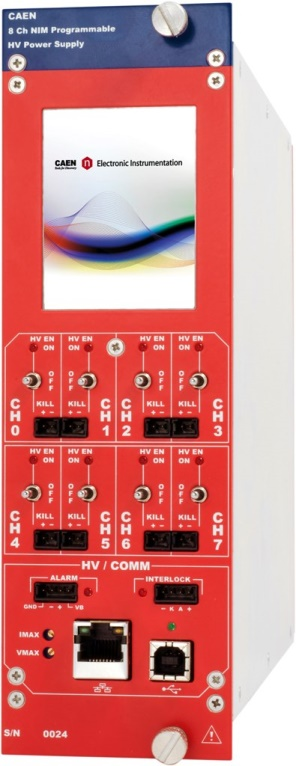 CAEN
8 Ch NIM Programmable
HV Power Supply
CAEN n Electronic Instrumentation
HV EN HV EN HV EN HV EN
ON ON ON ON
OFF OFF OFF OFF
KILL KILL KILL KILL
+ - + - + - + -
CH 0 CH 1 CH 2 CH 3
HV EN HV EN HV EN HV EN
ON ON ON ON
OFF OFF OFF OFF
KILL KILL KILL KILL
+ - + - + - + -
CH 4 CH 5 CH 6 CH 7
HV / COMM
ALARM INTERLOCK
GND - + VB - K A +
IMAX
VMAX
S/N 0024